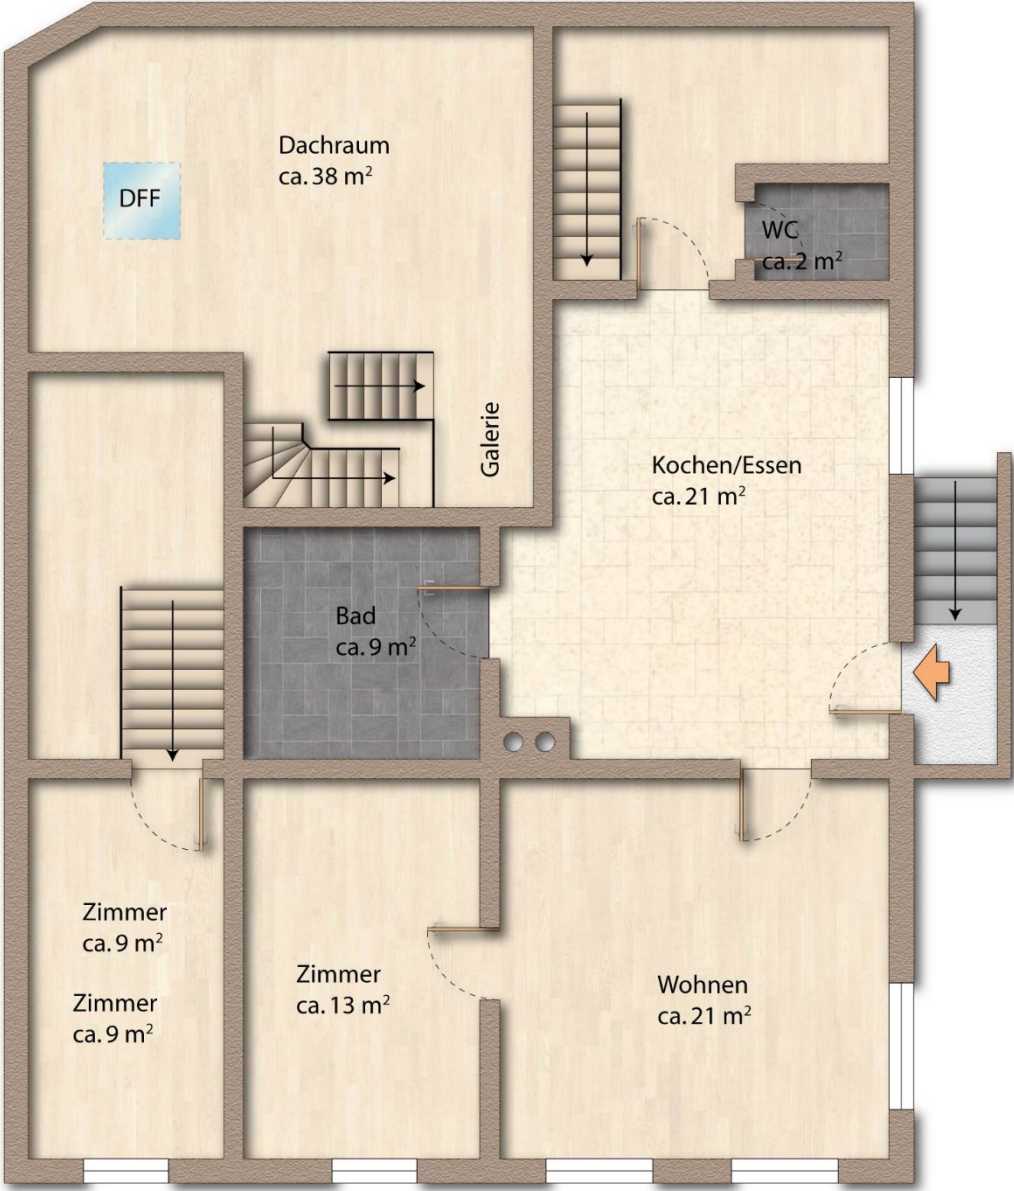 Dachraum
ca. 38 m²
DFF
WC
ca. 2 m²
Galerie
Kochen/Essen
ca. 21 m²
Bad
ca. 9 m²
Zimmer
ca. 9 m²
Zimmer
ca. 9 m²
Zimmer
ca. 13 m²
Wohnen
ca. 21 m²